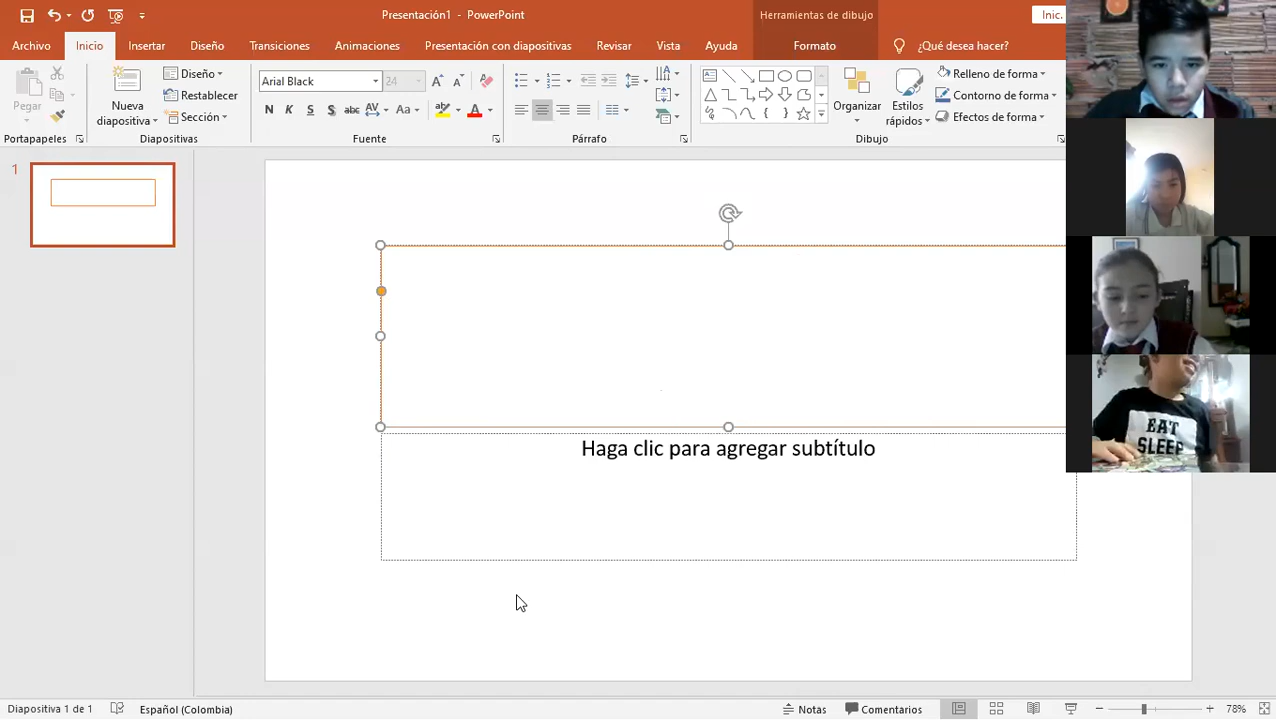 Presentación1 - PowerPoint
Herramientas de dibujo
Inic.
Archivo
Inicio
Insertar
Diseño
Transiciones
Animaciones
Presentación con diapositivas
Revisar
Vista
Ayuda
Formato
¿Qué desea hacer?
Pegar
Portapapeles
Nueva
diapositiva
Diseño
Restablecer
Sección
Diapositivas
Arial Black
24
N K S S abc AV Aa A
Fuente
Párrafo
Organizar
Estilos
rápidos
Relleno de forma
Contorno de forma
Efectos de forma
Dibujo
1
Haga clic para agregar subtítulo
EAT
SLEEP
Diapositiva 1 de 1
Español (Colombia)
Notas
Comentarios
78%